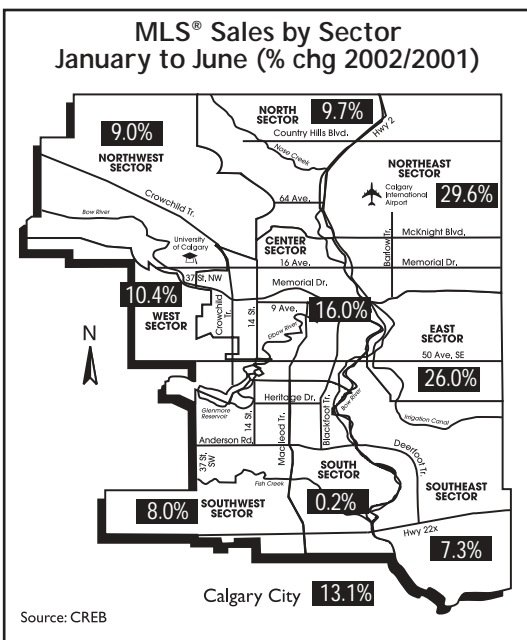 MLS® Sales by Sector
January to June (% chg 2002/2001)
NORTH
SECTOR
9.7%
Country Hills Blvd.
Hwy 2
9.0%
NORTHWEST
SECTOR
Nose Creek
NORTHEAST
SECTOR
Calgary
International
Airport
29.6%
Crowchild Tr.
64 Ave.
Bow River
University
of Calgary
CENTER
SECTOR
Barlow Tr.
McKnight Blvd,
16 Ave.
Memorial Dr.
37 St. NW
Memorial Dr.
10.4%
WEST
SECTOR
Crowchild
Tr.
14 St.
9 Ave.
16.0%
Elbow River
EAST
SECTOR
50 Ave, SE
26.0%
N
Glenmore
Reservoir
Heritage Dr.
Bow River
14 St.
Macleod Tr.
Blackfoot Tr.
Irrigation Canal
Anderson Rd.
37 St.
SW
Deerfoot Tr.
Fish Creek
SOUTH
SECTOR
0.2%
SOUTHEAST
SECTOR
8.0%
SOUTHWEST
SECTOR
Hwy 22x
7.3%
Calgary City 13.1%
Source: CREB